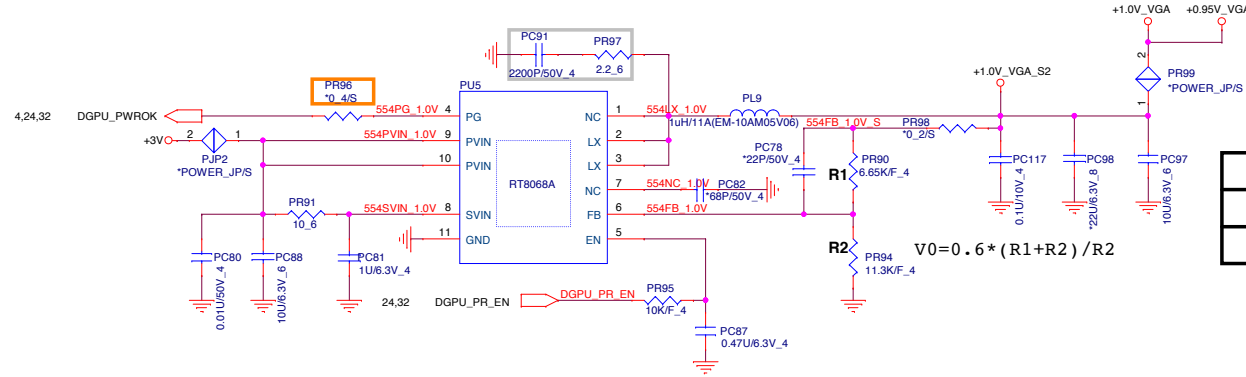 +1.0V_VGA +0.95V_VGA
PC91
2200P/50V_4
PR97
2.2_6
2
PR99
*POWER_JP/S
1
PR96
*0_4/S
PU5
+1.0V_VGA_S2
4,24,32 DGPU_PWROK
554PG_1.0V 4 PG
NC 1 554LX_1.0V
PL9
1uH/11A(EM-10AM05V06)
554FB_1.0V_S
PR98
*0_2/S
+3V 2 1
PJP2
*POWER_JP/S
554PVIN_1.0V 9 PVIN
LX 2
10 PVIN
LX 3
RT8068A
PC78
*22P/50V_4
R1
PR90
6.65K/F_4
PC117
0.1U/10V_4
PC98
*22U/6.3V_8
PC97
10U/6.3V_6
NC 7 554NC_1.0V
PC82
*68P/50V_4
PR91
10_6
554SVIN_1.0V 8 SVIN
FB 6 554FB_1.0V
11 GND
EN 5
R2
PR94
11.3K/F_4
V0=0.6*(R1+R2)/R2
PC80
0.01U/50V_4
PC88
10U/6.3V_6
PC81
1U/6.3V_4
24,32 DGPU_PR_EN
DGPU_PR_EN
PR95
10K/F_4
PC87
0.47U/6.3V_4